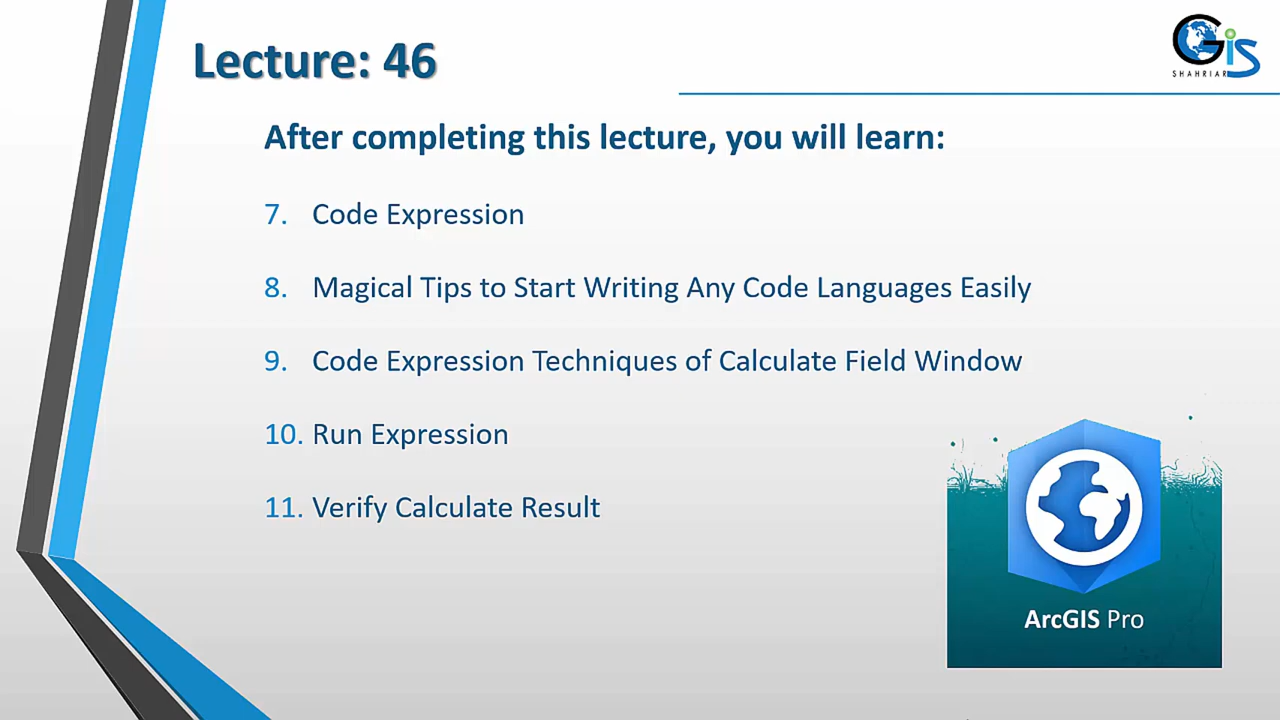 Lecture: 46
GiS
SHAHRIAR
After completing this lecture, you will learn:
7. Code Expression
8. Magical Tips to Start Writing Any Code Languages Easily
9. Code Expression Techniques of Calculate Field Window
10. Run Expression
11. Verify Calculate Result
ArcGIS Pro